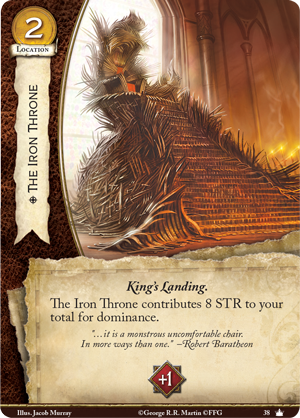 2
LOCATION
THE IRON THRONE
King's Landing.
The Iron Throne contributes 8 STR to your
total for dominance.
"…it is a monstrous uncomfortable chair.
In more ways than one." –Robert Baratheon
+1
Illus. Jacob Murray
©George R.R. Martin ©FFG
38